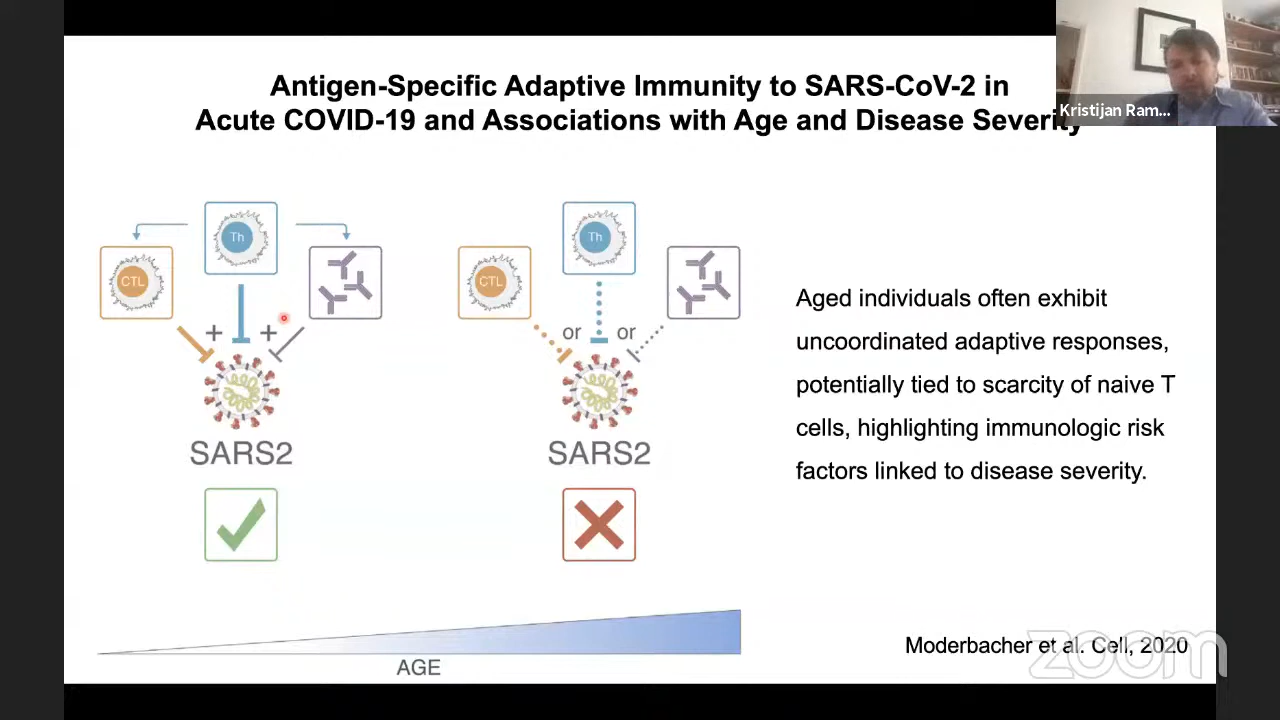 Antigen-Specific Adaptive Immunity to SARS-CoV-2 in
Acute COVID-19 and Associations with Age and Disease Severity
Kristijan Ram...
Th
CTL
+
+
SARS2
Th
CTL
or
or
SARS2
Aged individuals often exhibit
uncoordinated adaptive responses,
potentially tied to scarcity of naive T
cells, highlighting immunologic risk
factors linked to disease severity.
AGE
Moderbacher et al. Cell, 2020
zoom